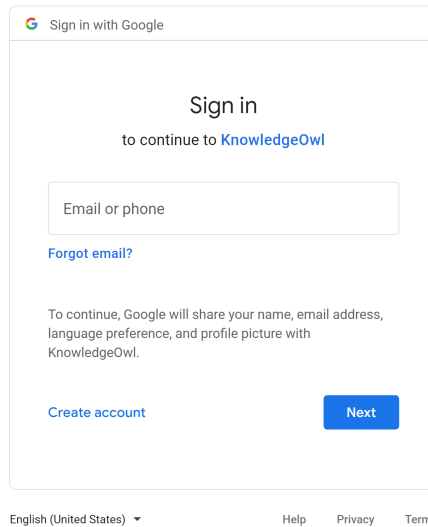 Sign in with Google
Sign in
to continue to KnowledgeOwl
Email or phone
Forgot email?
To continue, Google will share your name, email address,
language preference, and profile picture with
KnowledgeOwl.
Create account
Next
English (United States)
Help
Privacy
Term